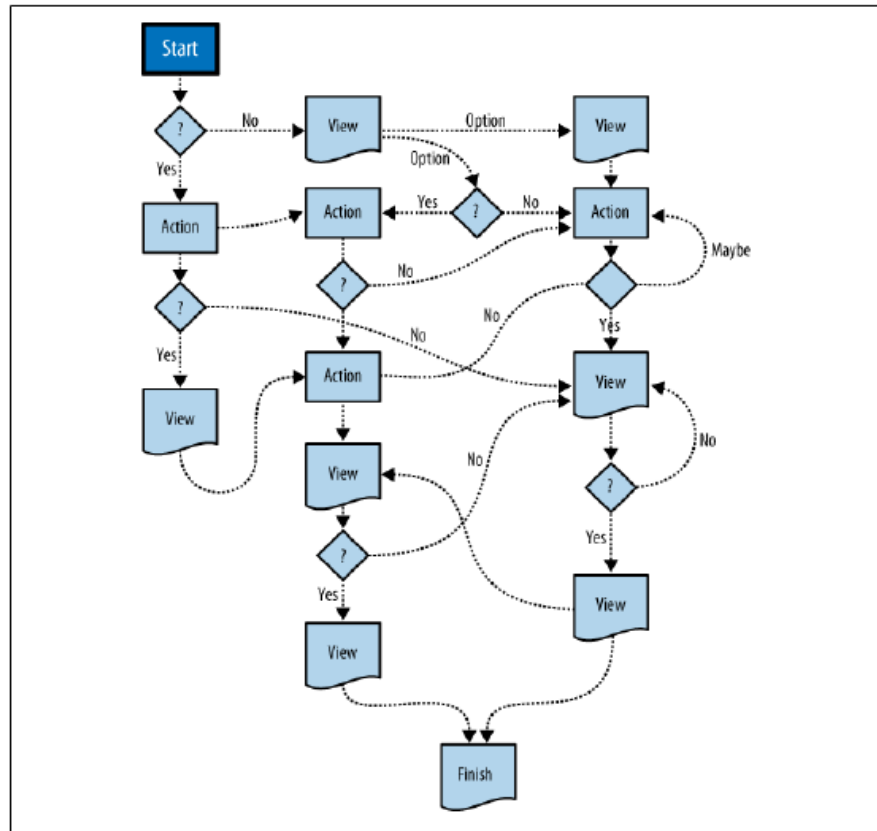 Start
?
No
View
Option
View
Option
Yes
Action
Action
Yes
?
No
Action
Maybe
?
No
?
No
Yes
No
Yes
View
Action
View
No
No
View
?
?
Yes
Yes
View
View
Finish